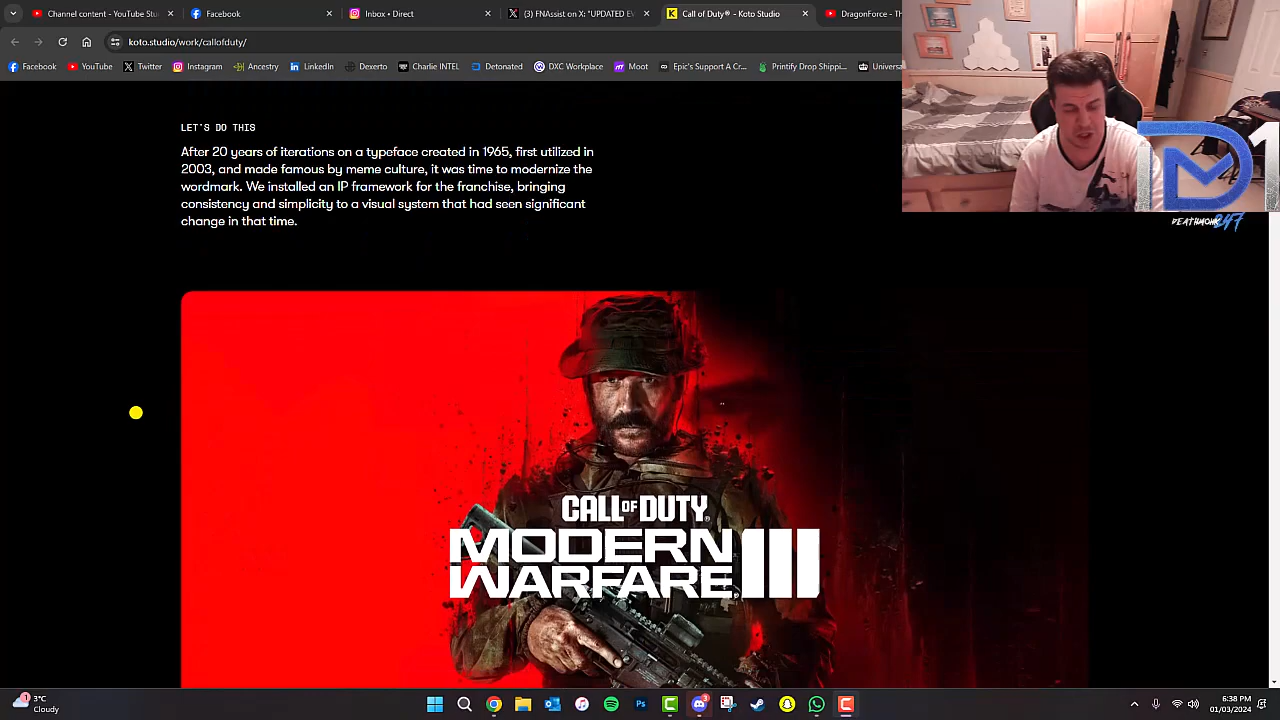 Channel content - YouTube Stu
Facebook
Inbox • Direct
(3) FNAssist on X: "UPDATED Ev
Call of Duty® - Koto Studio
DragonForce - Th
koto.studio/work/callofduty/
Facebook
YouTube
Twitter
Instagram
Ancestry
LinkedIn
Dexerto
Charlie INTEL
Detonated
DXC Workplace
Moot
Epic's Support A Cr...
Printify Drop Shippi...
Univers
LET'S DO THIS
After 20 years of iterations on a typeface created in 1965, first utilized in
2003, and made famous by meme culture, it was time to modernize the
wordmark. We installed an IP framework for the franchise, bringing
consistency and simplicity to a visual system that had seen significant
change in that time.
D1
DEATHMONK247
CALL OF DUTY®
MODERN
WARFARE® III
3°C
Cloudy
6:38 PM
01/03/2024